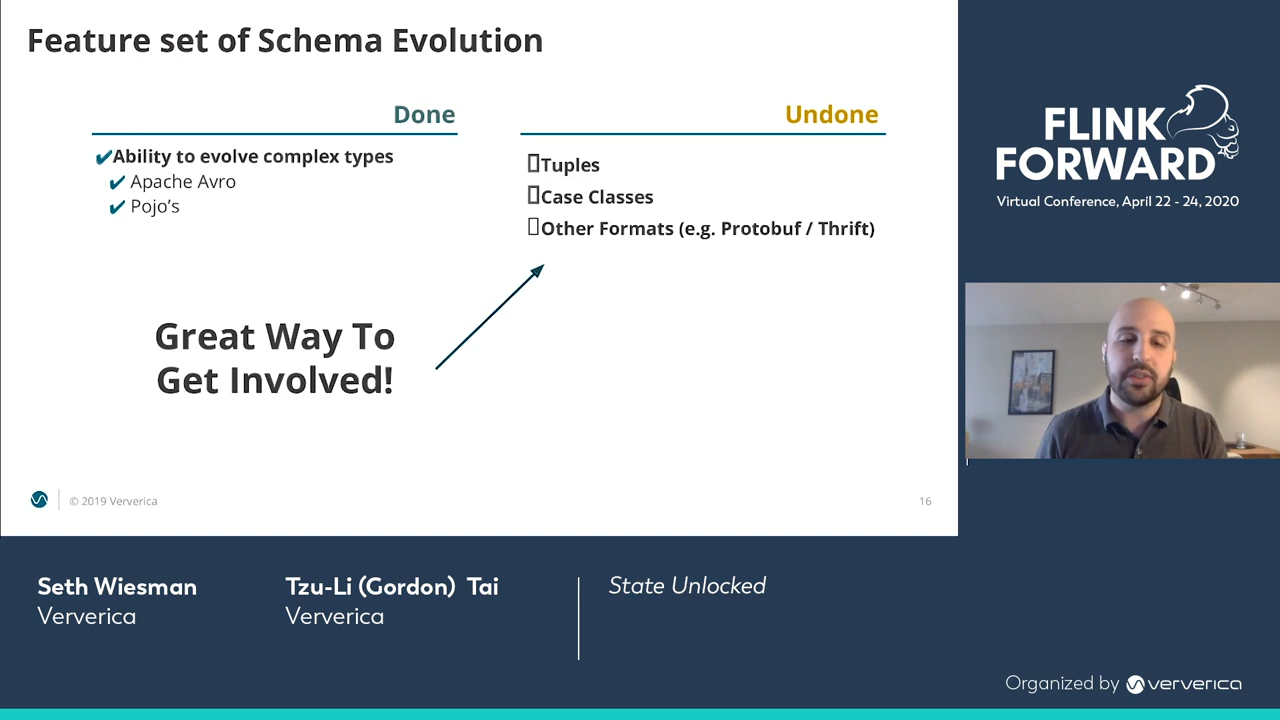 Feature set of Schema Evolution
Done
✔Ability to evolve complex types
✔ Apache Avro
✔ Pojo's
Undone
Tuples
Case Classes
Other Formats (e.g. Protobuf / Thrift)
Great Way To
Get Involved!
© 2019 Ververica
16
FLINK
FORWARD
Virtual Conference, April 22 - 24, 2020
Seth Wiesman
Ververica
Tzu-Li (Gordon) Tai
Ververica
State Unlocked
Organized by ververica